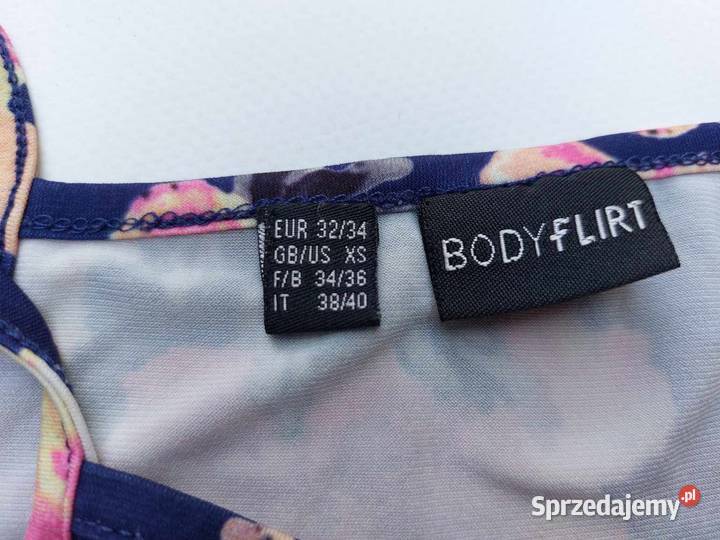 EUR 32/34
GB/US XS
F/B 34/36
IT 38/40
BODYFLIRT
Sprzedajemy.pl